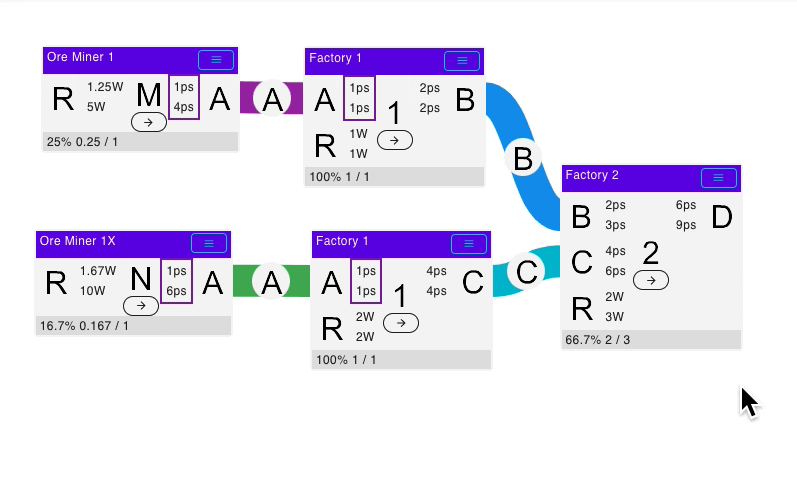 Ore Miner 1
R 1.25W 5W M 1ps 4ps A
25% 0.25 / 1
A
Factory 1
A 1ps 1ps 1 2ps 2ps B
R 1W 1W
100% 1 / 1
B
Ore Miner 1X
R 1.67W 10W N 1ps 6ps A
16.7% 0.167 / 1
A
Factory 1
A 1ps 1ps 1 4ps 4ps C
R 2W 2W
100% 1 / 1
C
Factory 2
B 2ps 3ps 6ps 9ps D
C 4ps 6ps 2
R 2W 3W
66.7% 2 / 3